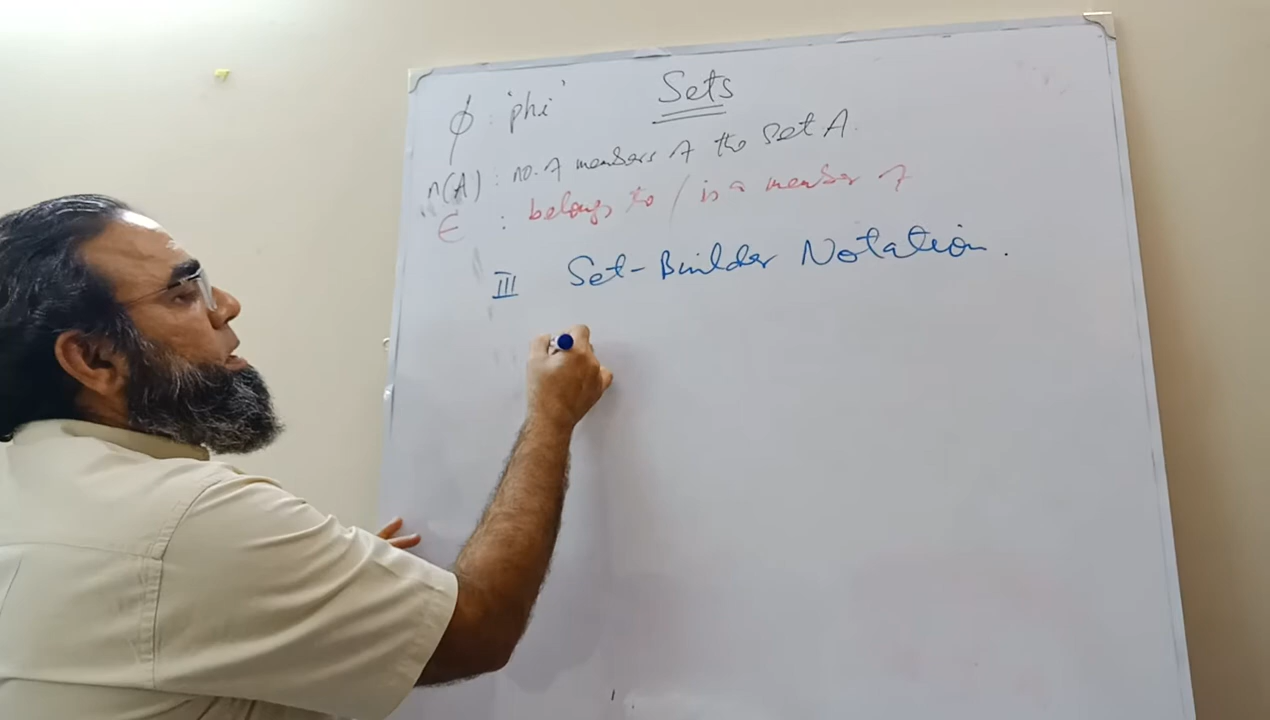 Sets
φ : 'phi'
n(A) : no. of members of the set A.
∈ : belongs to / is a member of
III Set-Builder Notation.